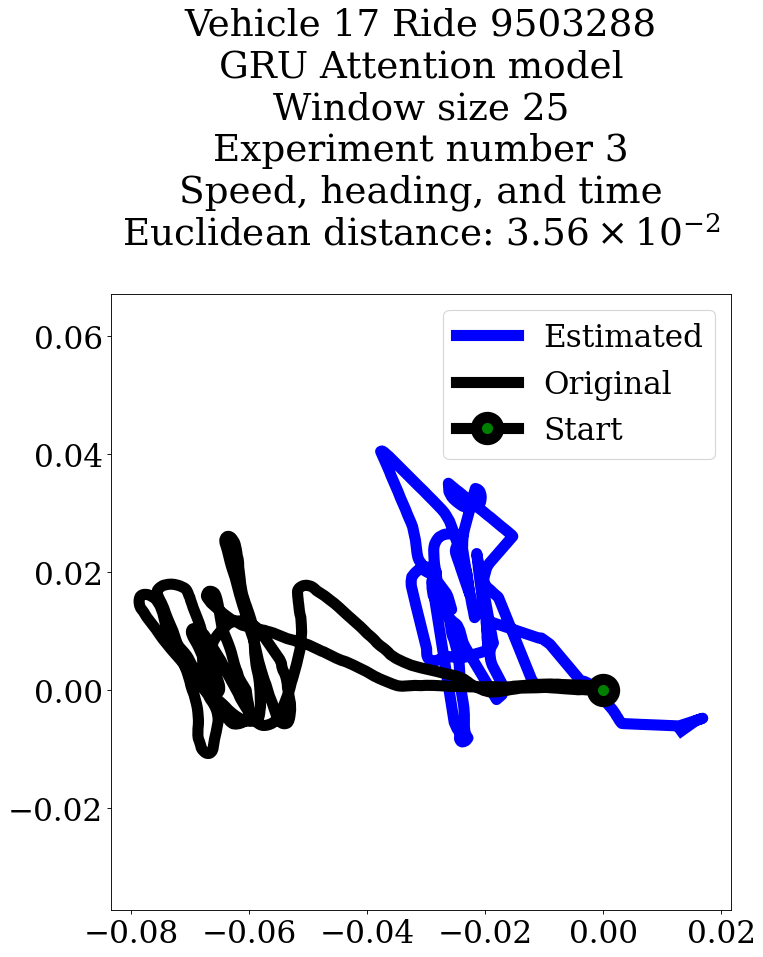 Vehicle 17 Ride 9503288
GRU Attention model
Window size 25
Experiment number 3
Speed, heading, and time
Euclidean distance: 3.56 × 10⁻²
Estimated
Original
Start
0.06
0.04
0.02
0.00
−0.02
−0.08 −0.06 −0.04 −0.02 0.00 0.02